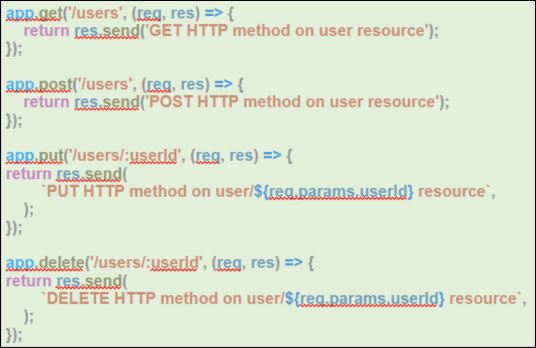 app.get('/users', (req, res) => {
    return res.send('GET HTTP method on user resource');
});

app.post('/users', (req, res) => {
    return res.send('POST HTTP method on user resource');
});

app.put('/users/:userId', (req, res) => {
return res.send(
        `PUT HTTP method on user/${req.params.userId} resource`,
    );
});

app.delete('/users/:userId', (req, res) => {
return res.send(
        `DELETE HTTP method on user/${req.params.userId} resource`,
    );
});